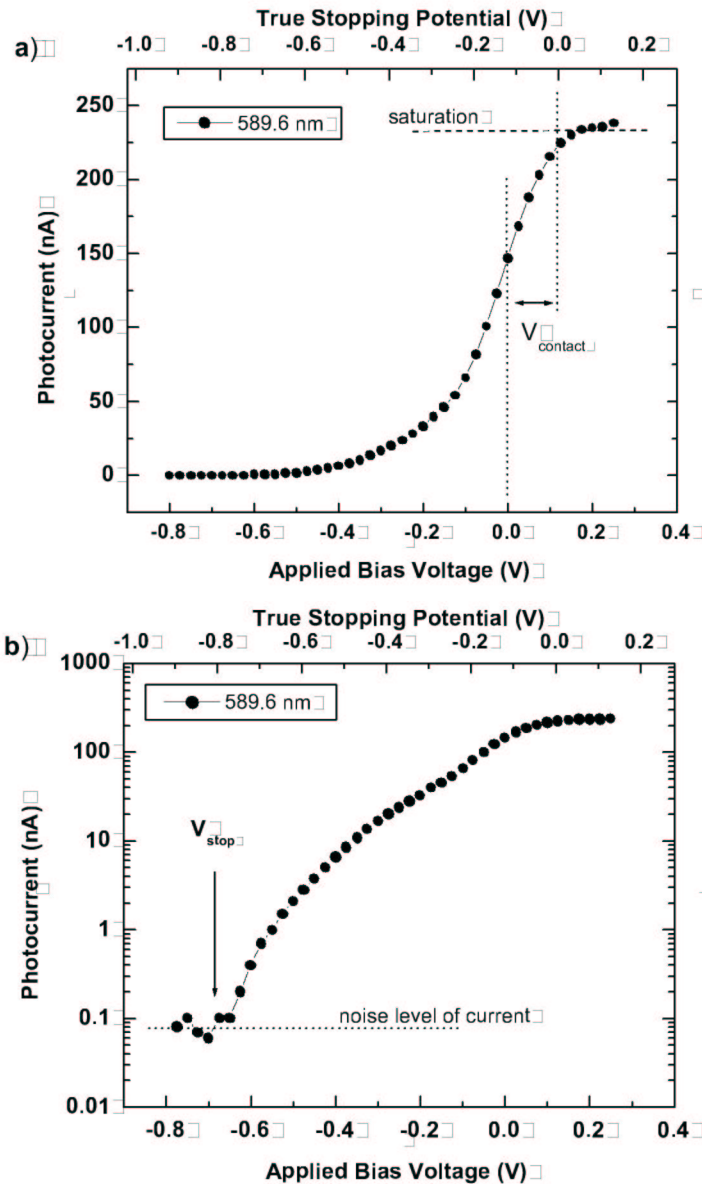 True Stopping Potential (V)
a)
-1.0 -0.8 -0.6 -0.4 -0.2 0.0 0.2
250
200
150
100
50
0
Photocurrent (nA)
589.6 nm
saturation
V contact
-0.8 -0.6 -0.4 -0.2 0.0 0.2 0.4
Applied Bias Voltage (V)
True Stopping Potential (V)
b)
-1.0 -0.8 -0.6 -0.4 -0.2 0.0 0.2
1000
100
10
1
0.1
0.01
Photocurrent (nA)
589.6 nm
V stop
noise level of current
-0.8 -0.6 -0.4 -0.2 0.0 0.2 0.4
Applied Bias Voltage (V)